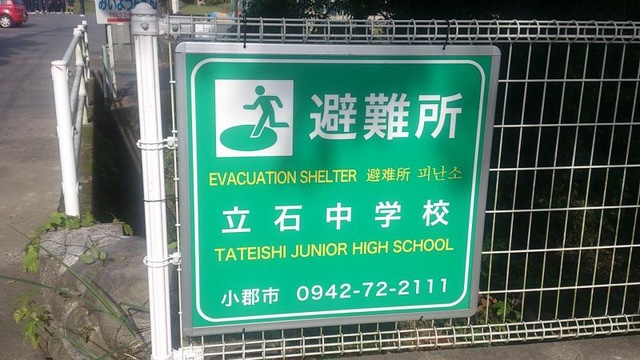 避難所
EVACUATION SHELTER 避难所 피난소
立石中学校
TATEISHI JUNIOR HIGH SCHOOL
小郡市 0942-72-2111